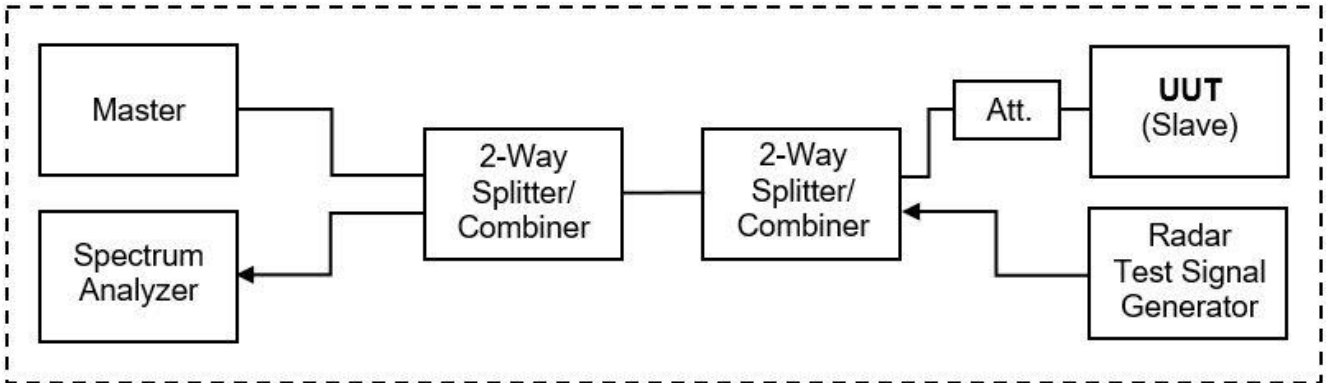 Master
Spectrum
Analyzer
2-Way
Splitter/
Combiner
2-Way
Splitter/
Combiner
Att.
UUT
(Slave)
Radar
Test Signal
Generator